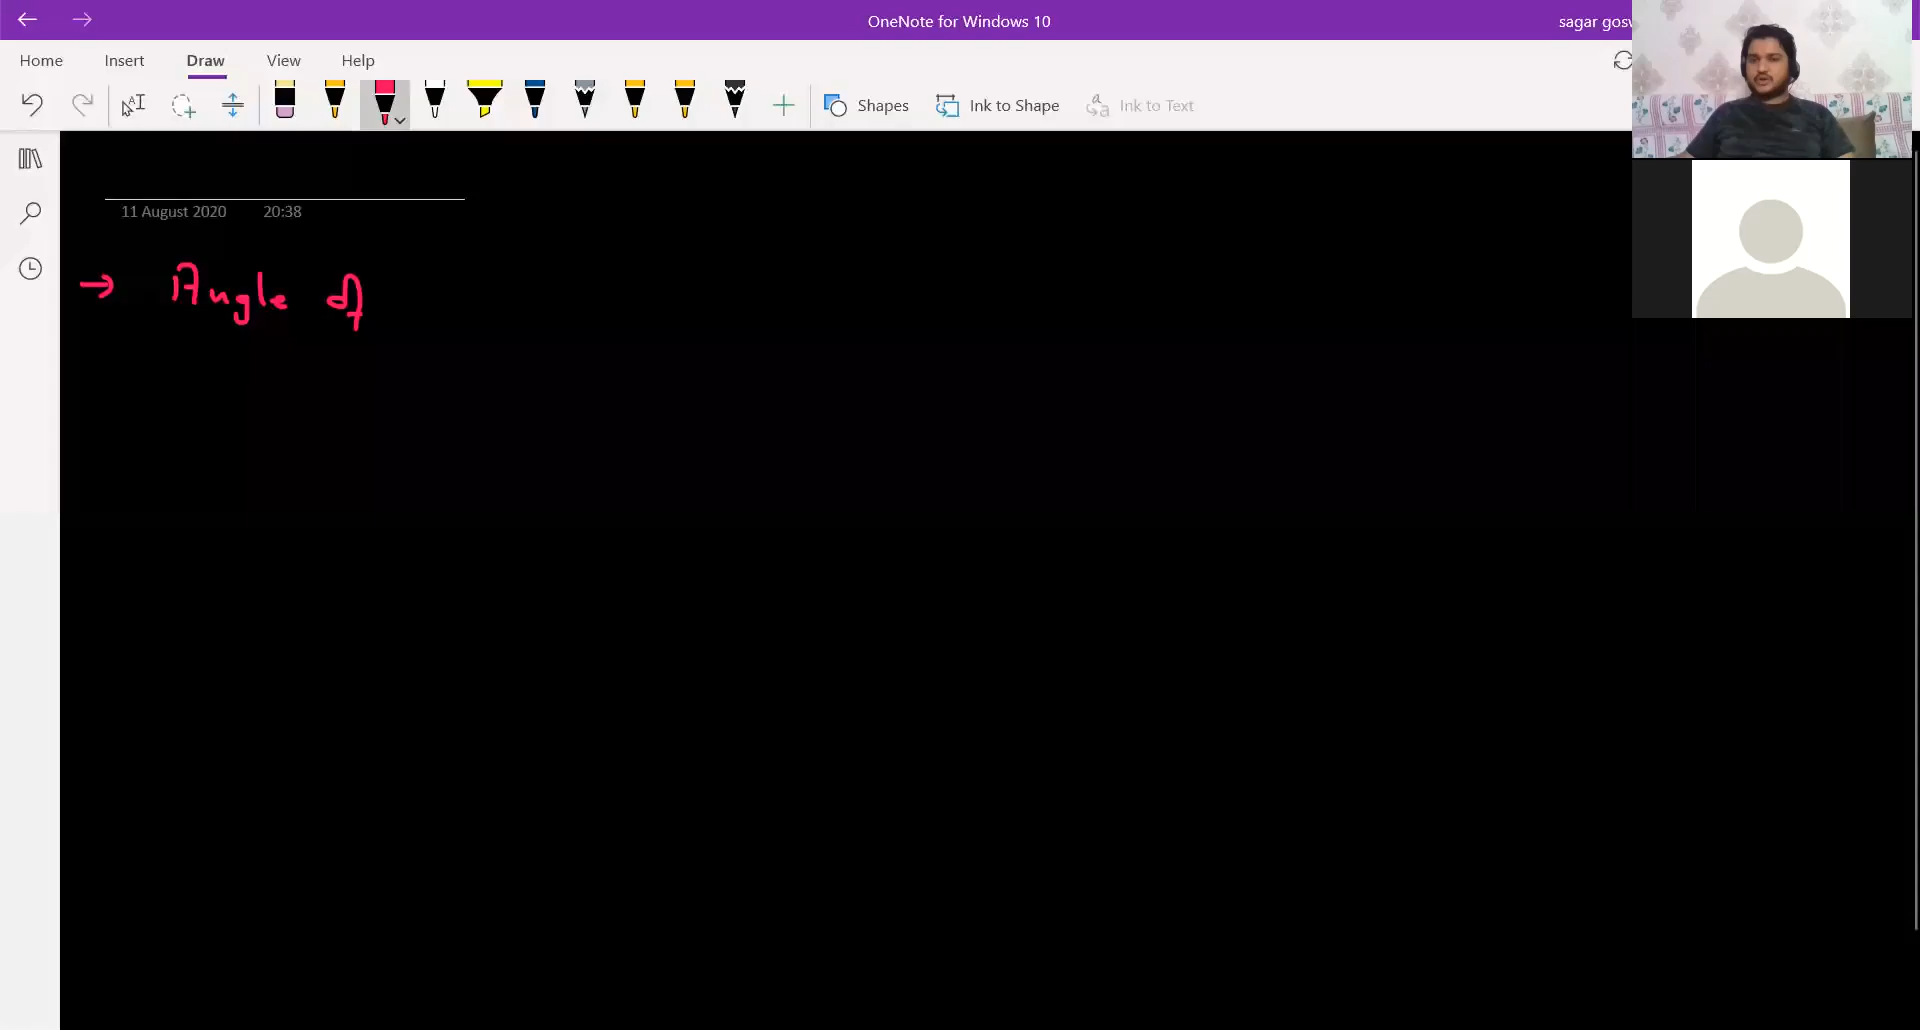 OneNote for Windows 10
sagar gosw
Home Insert Draw View Help
Shapes Ink to Shape Ink to Text
11 August 2020 20:38
→ Angle of